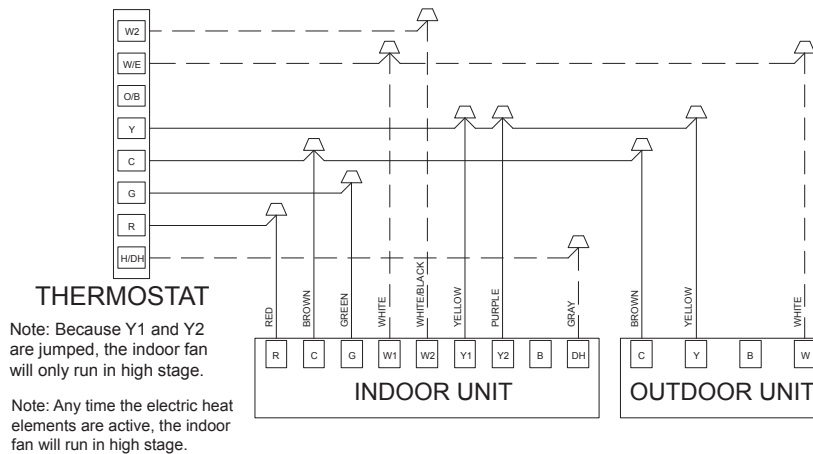 W2
W/E
O/B
Y
C
G
R
H/DH
THERMOSTAT
Note: Because Y1 and Y2
are jumped, the indoor fan
will only run in high stage.
Note: Any time the electric heat
elements are active, the indoor
fan will run in high stage.
RED
BROWN
GREEN
WHITE
WHITE/BLACK
YELLOW
PURPLE
GRAY
R
C
G
W1
W2
Y1
Y2
B
DH
INDOOR UNIT
BROWN
YELLOW
WHITE
C
Y
B
W
OUTDOOR UNIT